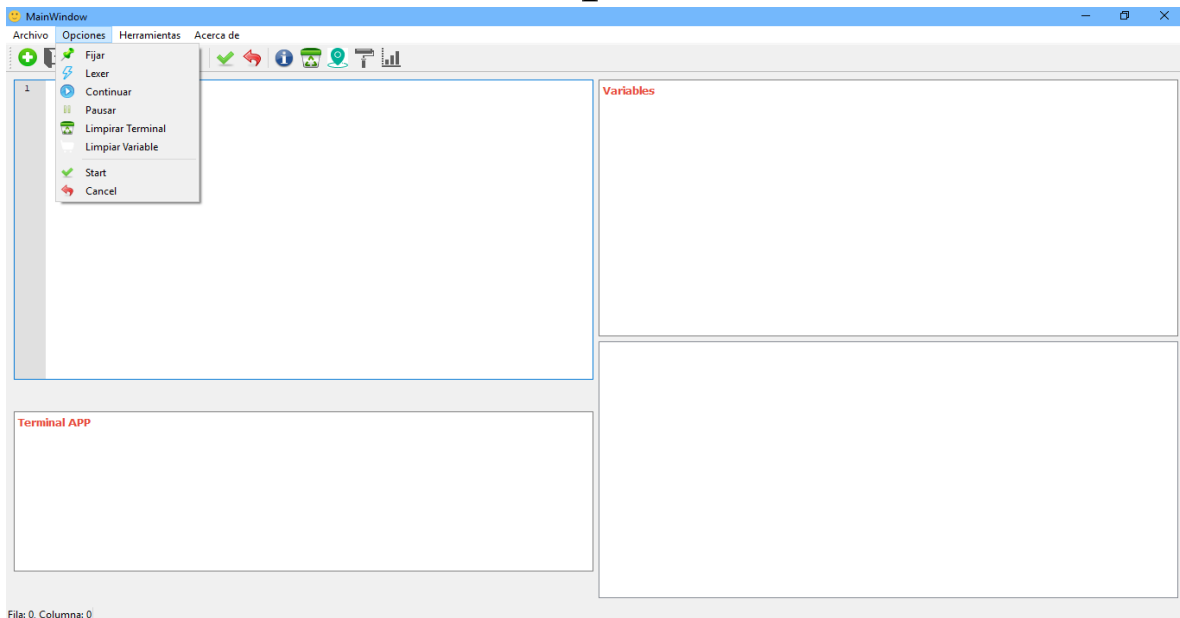 MainWindow
Archivo Opciones Herramientas Acerca de
Fijar
Lexer
Continuar
Pausar
Limpirar Terminal
Limpiar Variable
Start
Cancel
1
Variables
Terminal APP
Fila: 0, Columna: 0